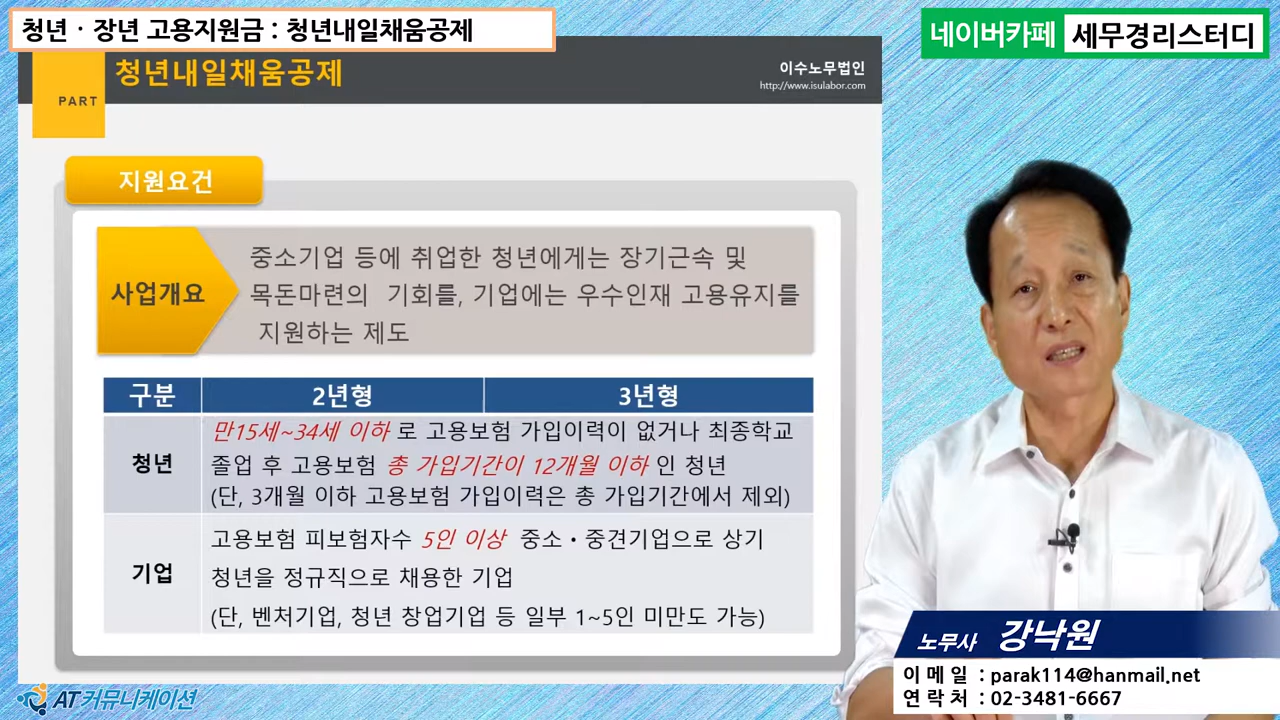 청년 · 장년 고용지원금 : 청년내일채움공제
네이버카페 세무경리스터디
PART
청년내일채움공제
이수노무법인
http://www.isulabor.com
지원요건
사업개요
중소기업 등에 취업한 청년에게는 장기근속 및
목돈마련의 기회를, 기업에는 우수인재 고용유지를
지원하는 제도
구분 2년형 3년형
청년
만15세~34세 이하 로 고용보험 가입이력이 없거나 최종학교
졸업 후 고용보험 총 가입기간이 12개월 이하 인 청년
(단, 3개월 이하 고용보험 가입이력은 총 가입기간에서 제외)
기업
고용보험 피보험자수 5인 이상 중소·중견기업으로 상기
청년을 정규직으로 채용한 기업
(단, 벤처기업, 청년 창업기업 등 일부 1~5인 미만도 가능)
노무사 강낙원
이 메 일 : parak114@hanmail.net
연 락 처 : 02-3481-6667
AT커뮤니케이션